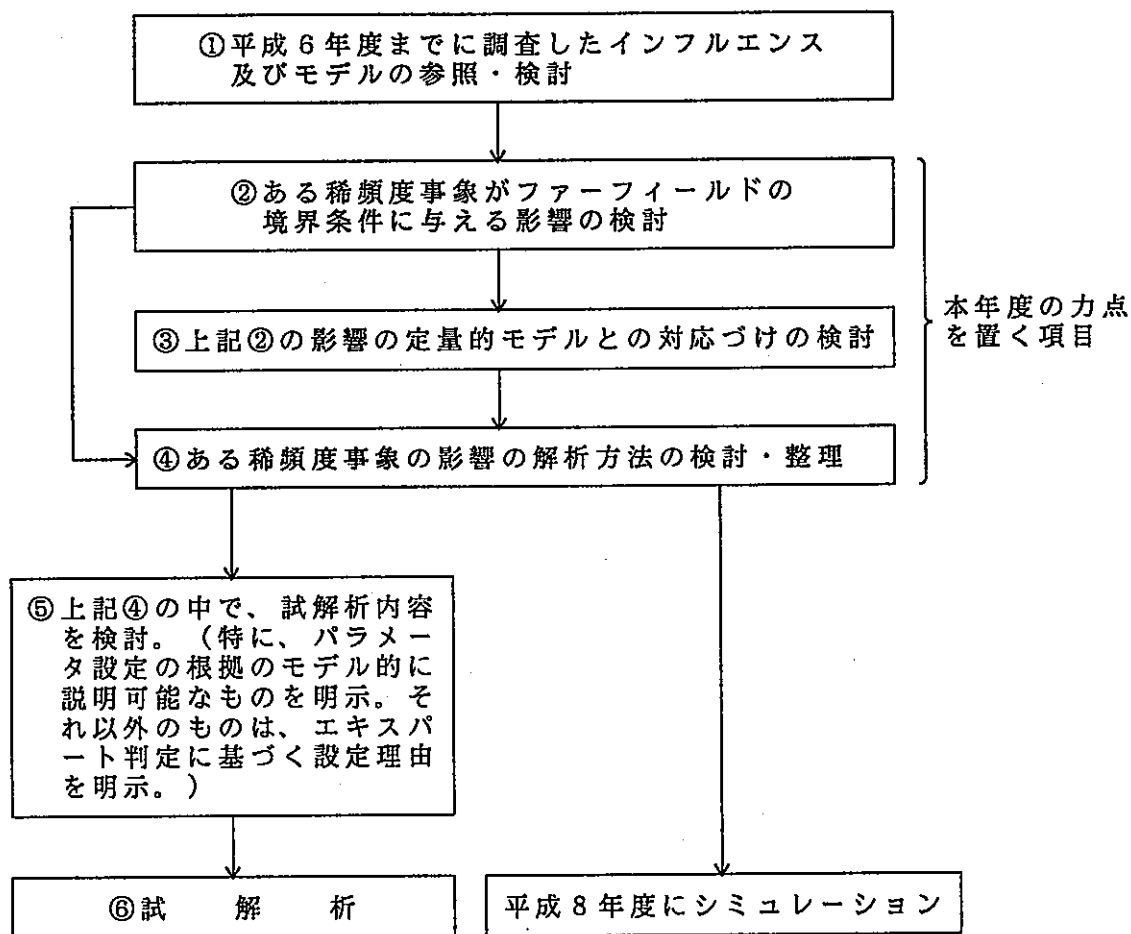 ①平成6年度までに調査したインフルエンス
及びモデルの参照・検討
②ある稀頻度事象がファーフィールドの
境界条件に与える影響の検討
③上記②の影響の定量的モデルとの対応づけの検討
④ある稀頻度事象の影響の解析方法の検討・整理
本年度の力点
を置く項目
⑤上記④の中で、試解析内容
を検討。（特に、パラメー
タ設定の根拠のモデル的に
説明可能なものを明示。そ
れ以外のものは、エキスパ
ート判定に基づく設定理由
を明示。）
⑥試　解　析
平成8年度にシミュレーション